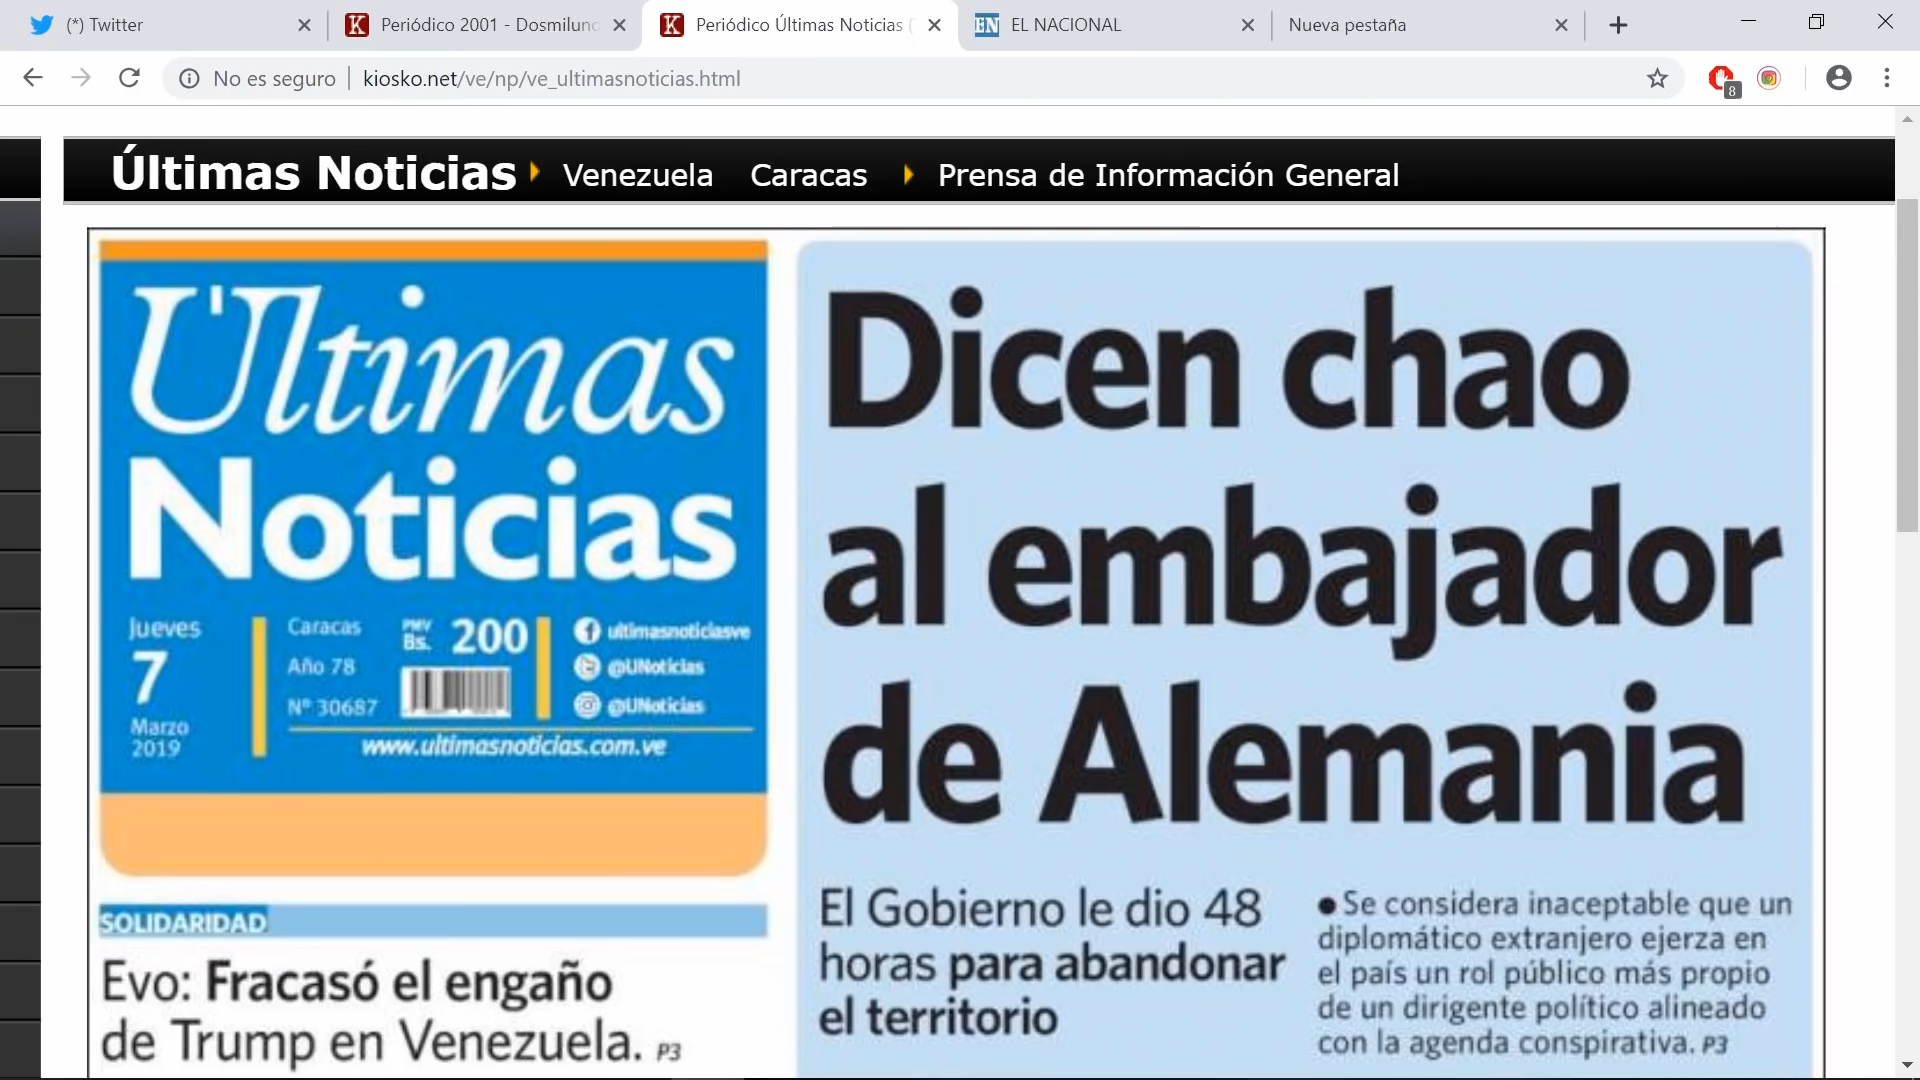 (*) Twitter
Periódico 2001 - Dosmiluno
Periódico Últimas Noticias (
EN EL NACIONAL
Nueva pestaña
No es seguro | kiosko.net/ve/np/ve_ultimasnoticias.html
8
Últimas Noticias Venezuela Caracas Prensa de Información General
Últimas
Noticias
Jueves
7
Marzo
2019
Caracas
Año 78
Nº 30687
PMV
Bs. 200
ultimasnoticiasve
@UNoticias
@UNoticias
www.ultimasnoticias.com.ve
SOLIDARIDAD
Evo: Fracasó el engaño
de Trump en Venezuela. P3
Dicen chao
al embajador
de Alemania
El Gobierno le dio 48
horas para abandonar
el territorio
● Se considera inaceptable que un
diplomático extranjero ejerza en
el país un rol público más propio
de un dirigente político alineado
con la agenda conspirativa. P3